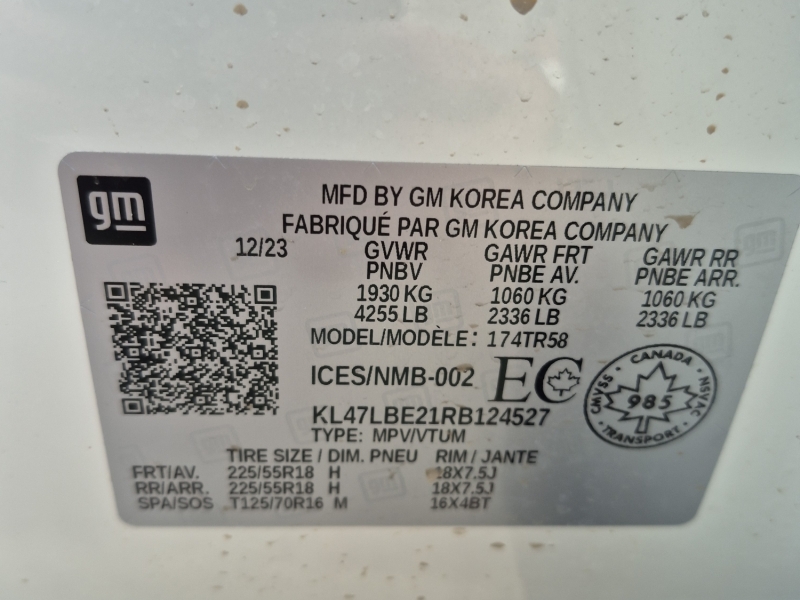 gm
MFD BY GM KOREA COMPANY
FABRIQUÉ PAR GM KOREA COMPANY
12/23 GVWR GAWR FRT GAWR RR
PNBV PNBE AV. PNBE ARR.
1930 KG 1060 KG 1060 KG
4255 LB 2336 LB 2336 LB
MODEL/MODÈLE: 174TR58
ICES/NMB-002 EC
CANADA
CMVSS 985 NSVAC
TRANSPORT
KL47LBE21RB124527
TYPE: MPV/VTUM
TIRE SIZE / DIM. PNEU RIM / JANTE
FRT/AV. 225/55R18 H 18X7.5J
RR/ARR. 225/55R18 H 18X7.5J
SPA/SOS T125/70R16 M 16X4BT